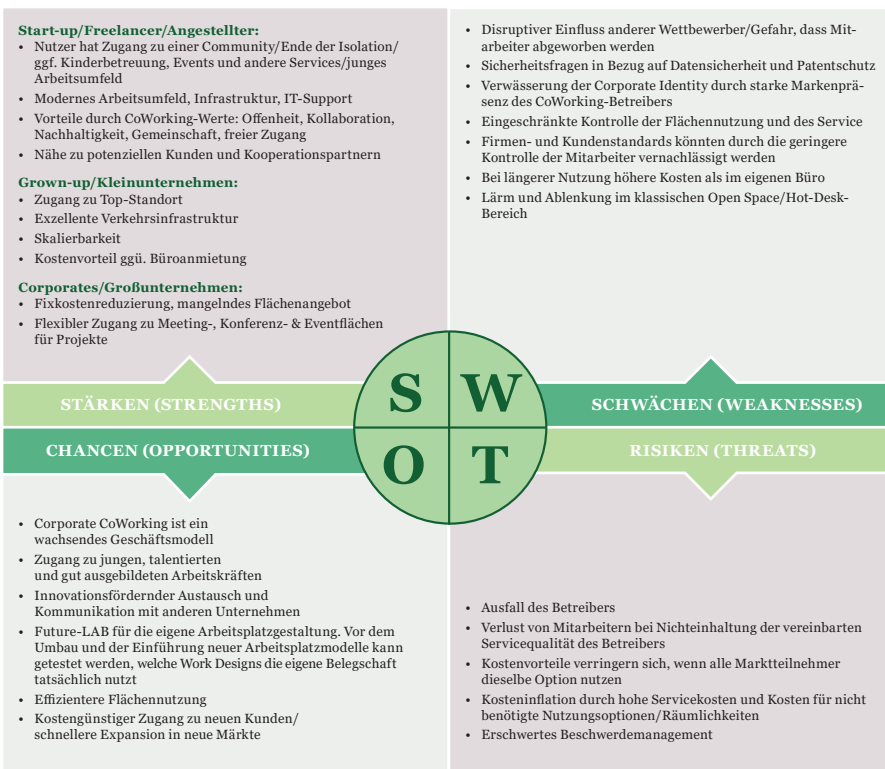 Start-up/Freelancer/Angestellter:
• Nutzer hat Zugang zu einer Community/Ende der Isolation/
ggf. Kinderbetreuung, Events und andere Services/junges
Arbeitsumfeld
• Modernes Arbeitsumfeld, Infrastruktur, IT-Support
• Vorteile durch CoWorking-Werte: Offenheit, Kollaboration,
Nachhaltigkeit, Gemeinschaft, freier Zugang
• Nähe zu potenziellen Kunden und Kooperationspartnern
Grown-up/Kleinunternehmen:
• Zugang zu Top-Standort
• Exzellente Verkehrsinfrastruktur
• Skalierbarkeit
• Kostenvorteil ggü. Büroanmietung
Corporates/Großunternehmen:
• Fixkostenreduzierung, mangelndes Flächenangebot
• Flexibler Zugang zu Meeting-, Konferenz- & Eventflächen
für Projekte
• Disruptiver Einfluss anderer Wettbewerber/Gefahr, dass Mit-
arbeiter abgeworben werden
• Sicherheitsfragen in Bezug auf Datensicherheit und Patentschutz
• Verwässerung der Corporate Identity durch starke Markenprä-
senz des CoWorking-Betreibers
• Eingeschränkte Kontrolle der Flächennutzung und des Service
• Firmen- und Kundenstandards könnten durch die geringere
Kontrolle der Mitarbeiter vernachlässigt werden
• Bei längerer Nutzung höhere Kosten als im eigenen Büro
• Lärm und Ablenkung im klassischen Open Space/Hot-Desk-
Bereich
STÄRKEN (STRENGTHS)
S W
SCHWÄCHEN (WEAKNESSES)
CHANCEN (OPPORTUNITIES)
O T
RISIKEN (THREATS)
• Corporate CoWorking ist ein
wachsendes Geschäftsmodell
• Zugang zu jungen, talentierten
und gut ausgebildeten Arbeitskräften
• Innovationsfördernder Austausch und
Kommunikation mit anderen Unternehmen
• Future-LAB für die eigene Arbeitsplatzgestaltung. Vor dem
Umbau und der Einführung neuer Arbeitsplatzmodelle kann
getestet werden, welche Work Designs die eigene Belegschaft
tatsächlich nutzt
• Effizientere Flächennutzung
• Kostengünstiger Zugang zu neuen Kunden/
schnellere Expansion in neue Märkte
• Ausfall des Betreibers
• Verlust von Mitarbeitern bei Nichteinhaltung der vereinbarten
Servicequalität des Betreibers
• Kostenvorteile verringern sich, wenn alle Marktteilnehmer
dieselbe Option nutzen
• Kosteninflation durch hohe Servicekosten und Kosten für nicht
benötigte Nutzungsoptionen/Räumlichkeiten
• Erschwertes Beschwerdemanagement